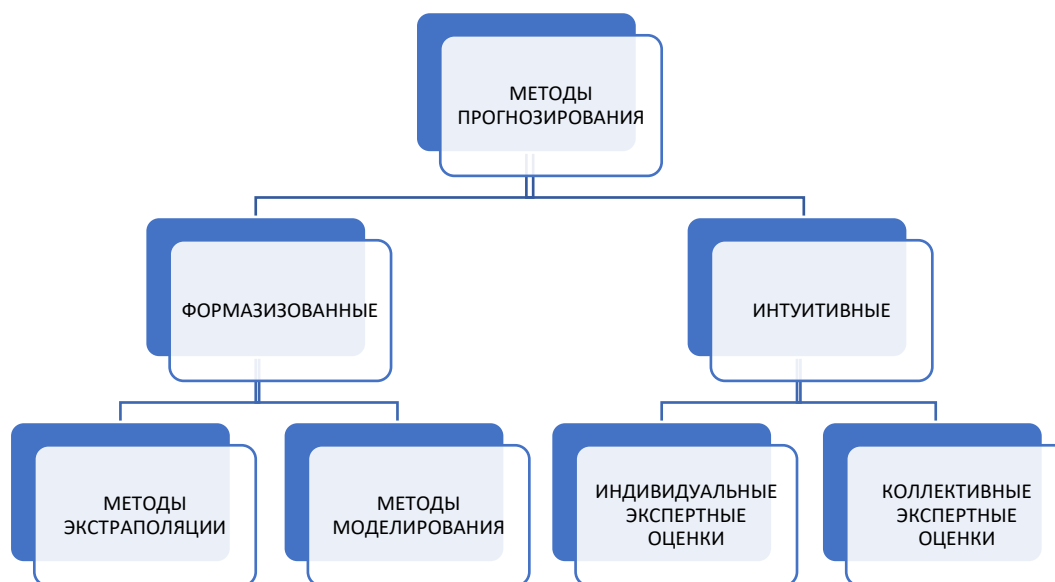 МЕТОДЫ
ПРОГНОЗИРОВАНИЯ
ФОРМАЗИЗОВАННЫЕ
ИНТУИТИВНЫЕ
МЕТОДЫ
ЭКСТРАПОЛЯЦИИ
МЕТОДЫ
МОДЕЛИРОВАНИЯ
ИНДИВИДУАЛЬНЫЕ
ЭКСПЕРТНЫЕ
ОЦЕНКИ
КОЛЛЕКТИВНЫЕ
ЭКСПЕРТНЫЕ
ОЦЕНКИ